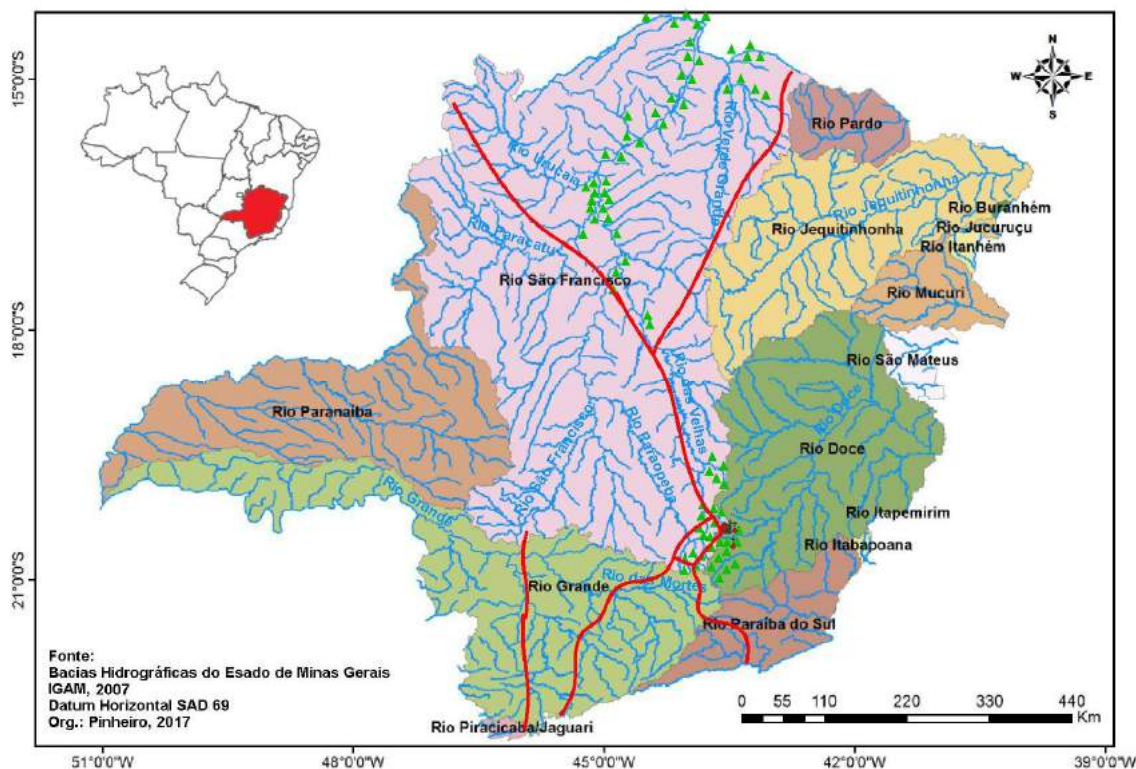 15°0'0"S
18°0'0"S
21°0'0"S
N
W
E
S
Rio Pardo
Rio Verde Grande
Rio Urucuia
Rio Jequitinhonha
Rio Buranhém
Rio Jequitinhonha
Rio Jucuruçu
Rio Itanhém
Rio Paracatu
Rio São Francisco
Rio Mucuri
Rio São Mateus
Rio das Velhas
Rio Paranaíba
Rio Doce
Rio São Francisco
Rio Paraopeba
Rio Doce
Rio Grande
Rio Itapemirim
Rio Itabapoana
Rio Grande
Rio das Mortes
Rio Paraíba do Sul
Rio Piracicaba/Jaguari
Fonte:
Bacias Hidrográficas do Esado de Minas Gerais
IGAM, 2007
Datum Horizontal SAD 69
Org.: Pinheiro, 2017
0 55 110 220 330 440
Km
51°0'0"W 48°0'0"W 45°0'0"W 42°0'0"W 39°0'0"W